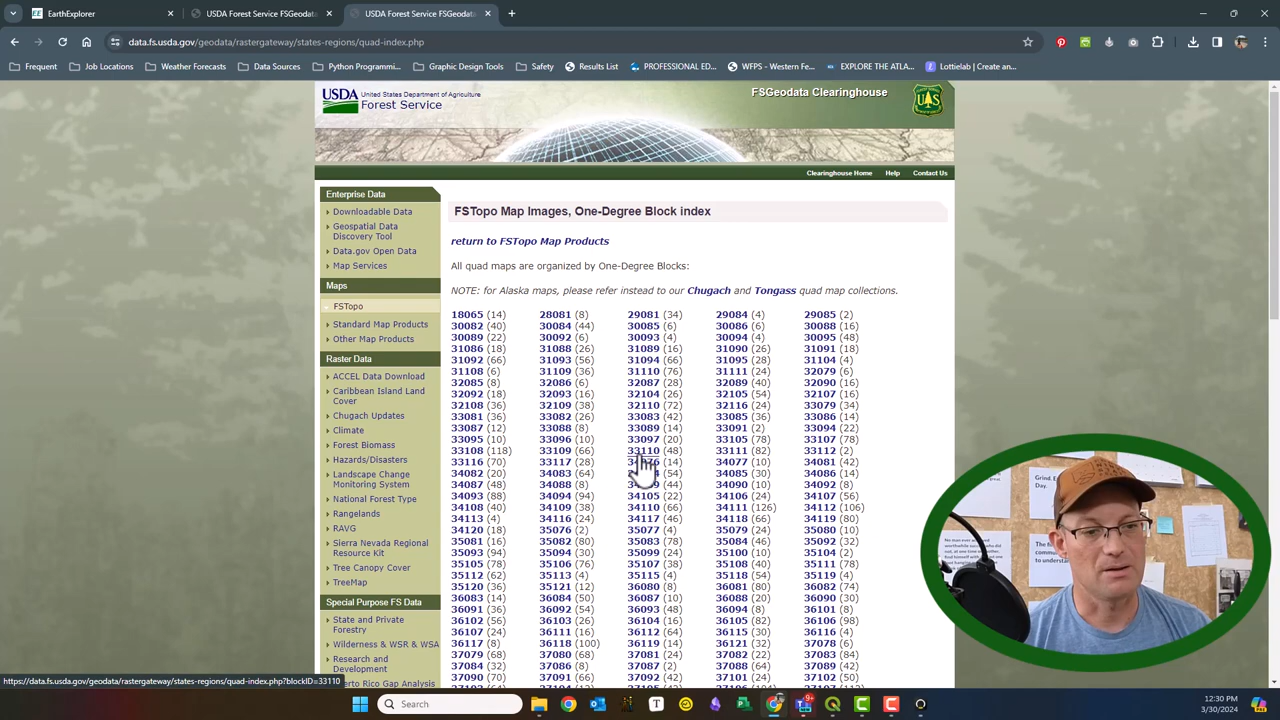 EarthExplorer
USDA Forest Service FSGeodata
USDA Forest Service FSGeodata
data.fs.usda.gov/geodata/rastergateway/states-regions/quad-index.php
Frequent
Job Locations
Weather Forecasts
Data Sources
Python Programmi...
PFTC Training
Safety
Results List
PROFESSIONAL ED...
WFPS - Western For...
EXPLORE THE ATLA...
LightCast | Create an...
USDA
United States Department of Agriculture
Forest Service
FSGeodata Clearinghouse
Clearinghouse Home
Help
Contact Us
Enterprise Data
Downloadable Data
Geospatial Data
Discovery Tool
Data.gov Open Data
Map Services
Maps
FSTopo
Standard Map Products
Other Map Products
Raster Data
ACCEL Data Download
Caribbean Island Land
Cover
Chugach Updates
Climate
Forest Biomass
Hazards/Disasters
Landscape Change
Monitoring System
National Forest Type
Rangelands
RAVG
Sierra Nevada Regional
Resource Kit
Tree Canopy Cover
TreeMap
Special Purpose FS Data
State and Private
Forestry
Wilderness & WSR & WSA
Research and
Development
FSTopo Map Images, One-Degree Block index
return to FSTopo Map Products
All quad maps are organized by One-Degree Blocks:
NOTE: for Alaska maps, please refer instead to our Chugach and Tongass quad map collections.
18065 (14) 28081 (8) 29081 (34) 29084 (4) 29085 (2)
30082 (40) 30084 (44) 30085 (6) 30086 (6) 30088 (16)
30089 (22) 30092 (6) 30093 (4) 30094 (4) 30095 (48)
31086 (18) 31088 (26) 31089 (16) 31090 (26) 31091 (18)
31092 (66) 31093 (56) 31094 (66) 31095 (28) 31104 (4)
31108 (6) 31109 (36) 31110 (76) 31111 (24) 32079 (6)
32085 (8) 32086 (6) 32087 (28) 32089 (40) 32090 (16)
32092 (18) 32093 (16) 32104 (26) 32105 (54) 32107 (16)
32108 (36) 32109 (38) 32110 (72) 32116 (24) 33079 (34)
33081 (36) 33082 (26) 33083 (42) 33085 (36) 33086 (14)
33087 (12) 33088 (8) 33089 (14) 33091 (2) 33094 (22)
33095 (10) 33096 (10) 33097 (20) 33105 (78) 33107 (78)
33108 (118) 33109 (66) 33110 (48) 33111 (82) 33112 (6)
33116 (70) 33117 (28) (14) 34077 (10) 34081 (42)
34082 (20) 34083 (64) (54) 34085 (30) 34086 (14)
34087 (48) 34088 (8) (44) 34090 (10) 34092 (8)
34093 (88) 34094 (94) 34105 (22) 34106 (24) 34107 (56)
34108 (40) 34109 (38) 34110 (66) 34111 (126) 34112 (106)
34113 (4) 34116 (24) 34117 (46) 34118 (66) 34119 (80)
34120 (18) 35076 (2) 35077 (4) 35079 (24) 35080 (10)
35081 (16) 35082 (80) 35083 (78) 35084 (46) 35092 (32)
35093 (94) 35094 (30) 35099 (24) 35100 (10) 35104 (2)
35105 (78) 35106 (76) 35107 (38) 35108 (40) 35111 (78)
35112 (62) 35113 (4) 35115 (4) 35118 (54) 35119 (4)
35120 (36) 35121 (12) 36080 (8) 36081 (80) 36082 (74)
36083 (14) 36084 (50) 36087 (10) 36088 (20) 36090 (30)
36091 (36) 36092 (54) 36093 (48) 36094 (8) 36101 (8)
36102 (56) 36103 (26) 36104 (16) 36105 (82) 36106 (98)
36107 (24) 36111 (16) 36112 (64) 36115 (30) 36116 (4)
36117 (8) 36118 (100) 36119 (14) 36121 (32) 37078 (6)
37079 (68) 37080 (68) 37081 (24) 37082 (22) 37083 (84)
37084 (32) 37086 (8) 37087 (2) 37088 (64) 37089 (42)
37090 (70) 37091 (66) 37092 (42) 37101 (24) 37102 (50)
https://data.fs.usda.gov/geodata/rastergateway/states-regions/quad-index.php?blockID=33110
erto Rico Gap Analysis
Search
12:30 PM
3/30/2024